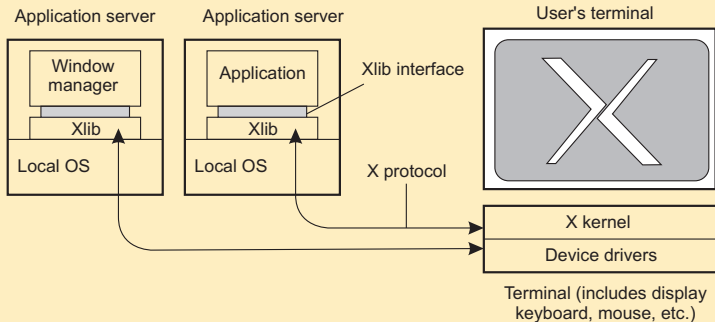 Application server
Application server
User's terminal
Window
manager
Application
Xlib interface
Xlib
Xlib
Local OS
Local OS
X protocol
X kernel
Device drivers
Terminal (includes display
keyboard, mouse, etc.)